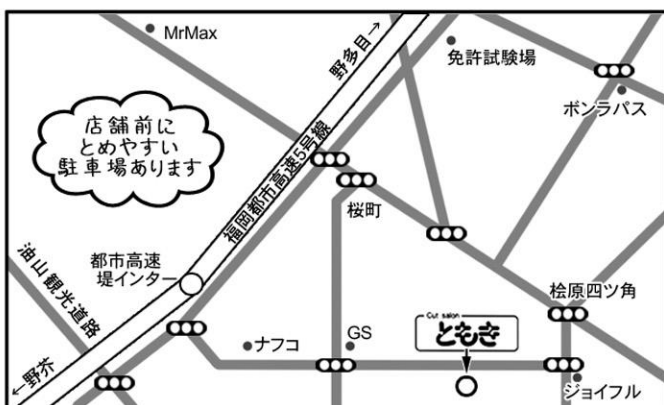 MrMax
野多目→
免許試験場
ボンラパス
店舗前に
とめやすい
駐車場あります
福岡都市高速5号線
桜町
都市高速
堤インター
油山観光道路
桧原四ツ角
Cut salon
ともき
ナフコ
GS
←野芥
ジョイフル